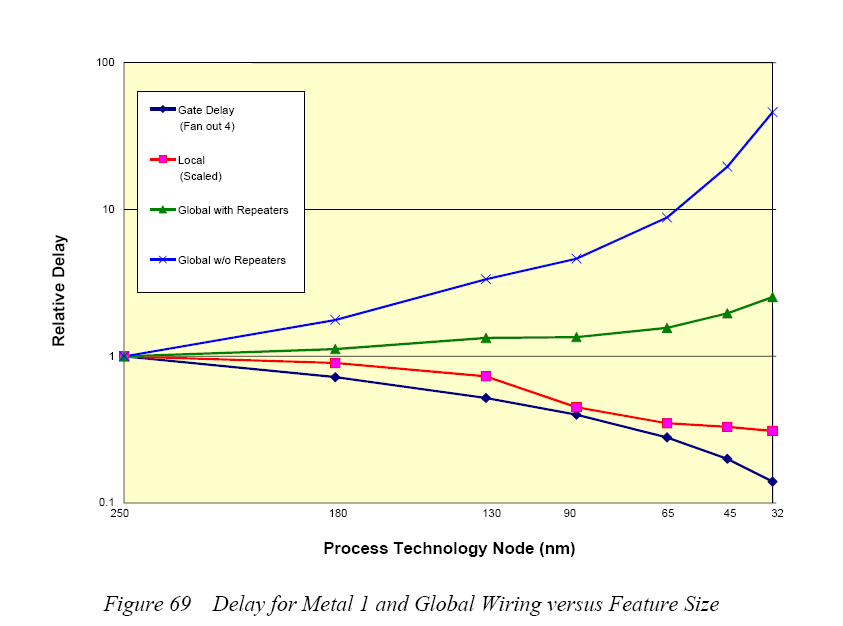 100
10
1
0.1
Relative Delay
Gate Delay
(Fan out 4)
Local
(Scaled)
Global with Repeaters
Global w/o Repeaters
250 180 130 90 65 45 32
Process Technology Node (nm)
Figure 69 Delay for Metal 1 and Global Wiring versus Feature Size